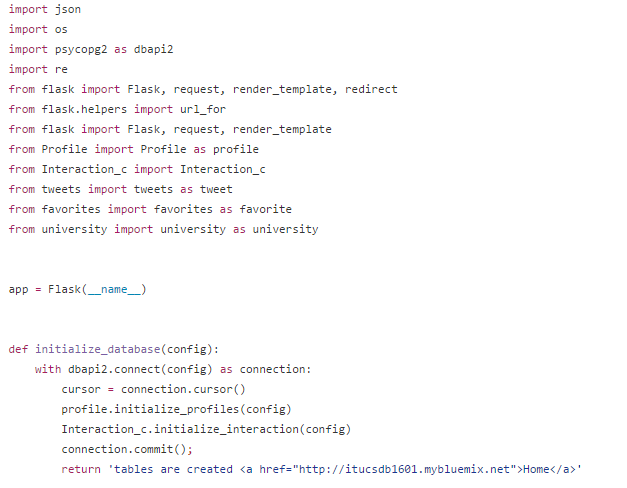 import json
import os
import psycopg2 as dbapi2
import re
from flask import Flask, request, render_template, redirect
from flask.helpers import url_for
from flask import Flask, request, render_template
from Profile import Profile as profile
from Interaction_c import Interaction_c
from tweets import tweets as tweet
from favorites import favorites as favorite
from university import university as university
app = Flask(__name__)
def initialize_database(config):
    with dbapi2.connect(config) as connection:
        cursor = connection.cursor()
        profile.initialize_profiles(config)
        Interaction_c.initialize_interaction(config)
        connection.commit();
        return 'tables are created <a href="http://itucsdb1601.mybluemix.net">Home</a>'